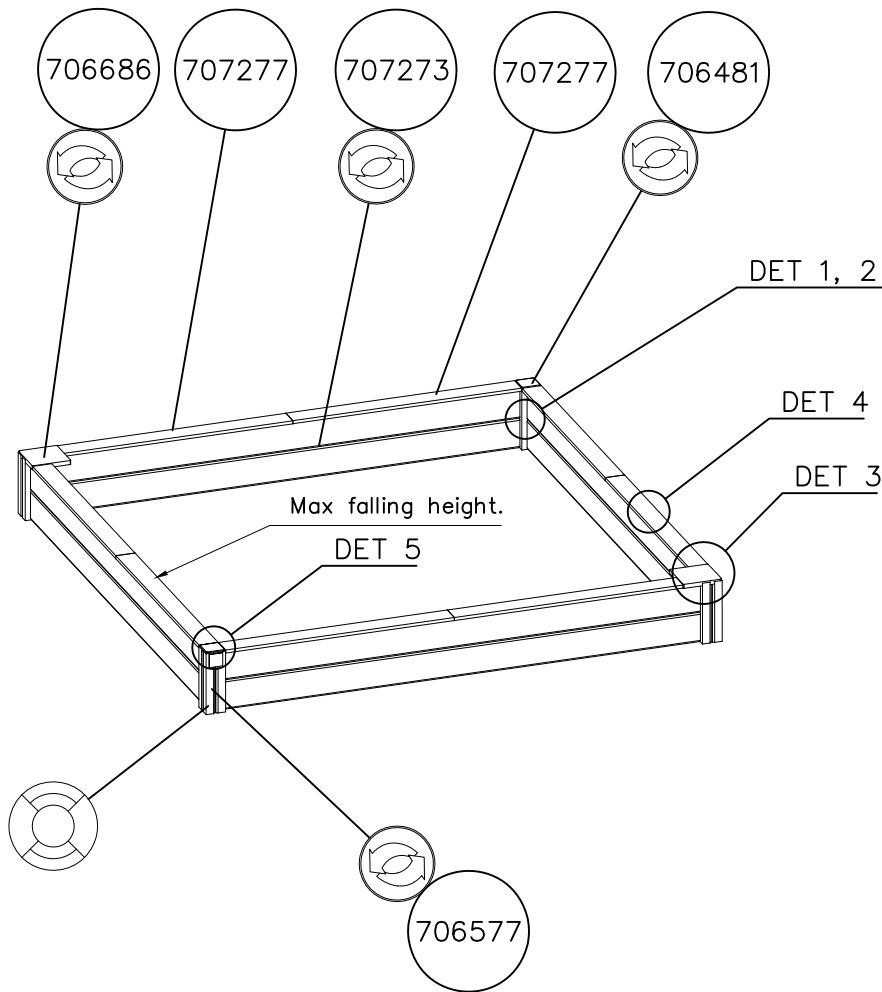 706686
707277
707273
707277
706481
DET 1, 2
DET 4
DET 3
Max falling height.
DET 5
706577